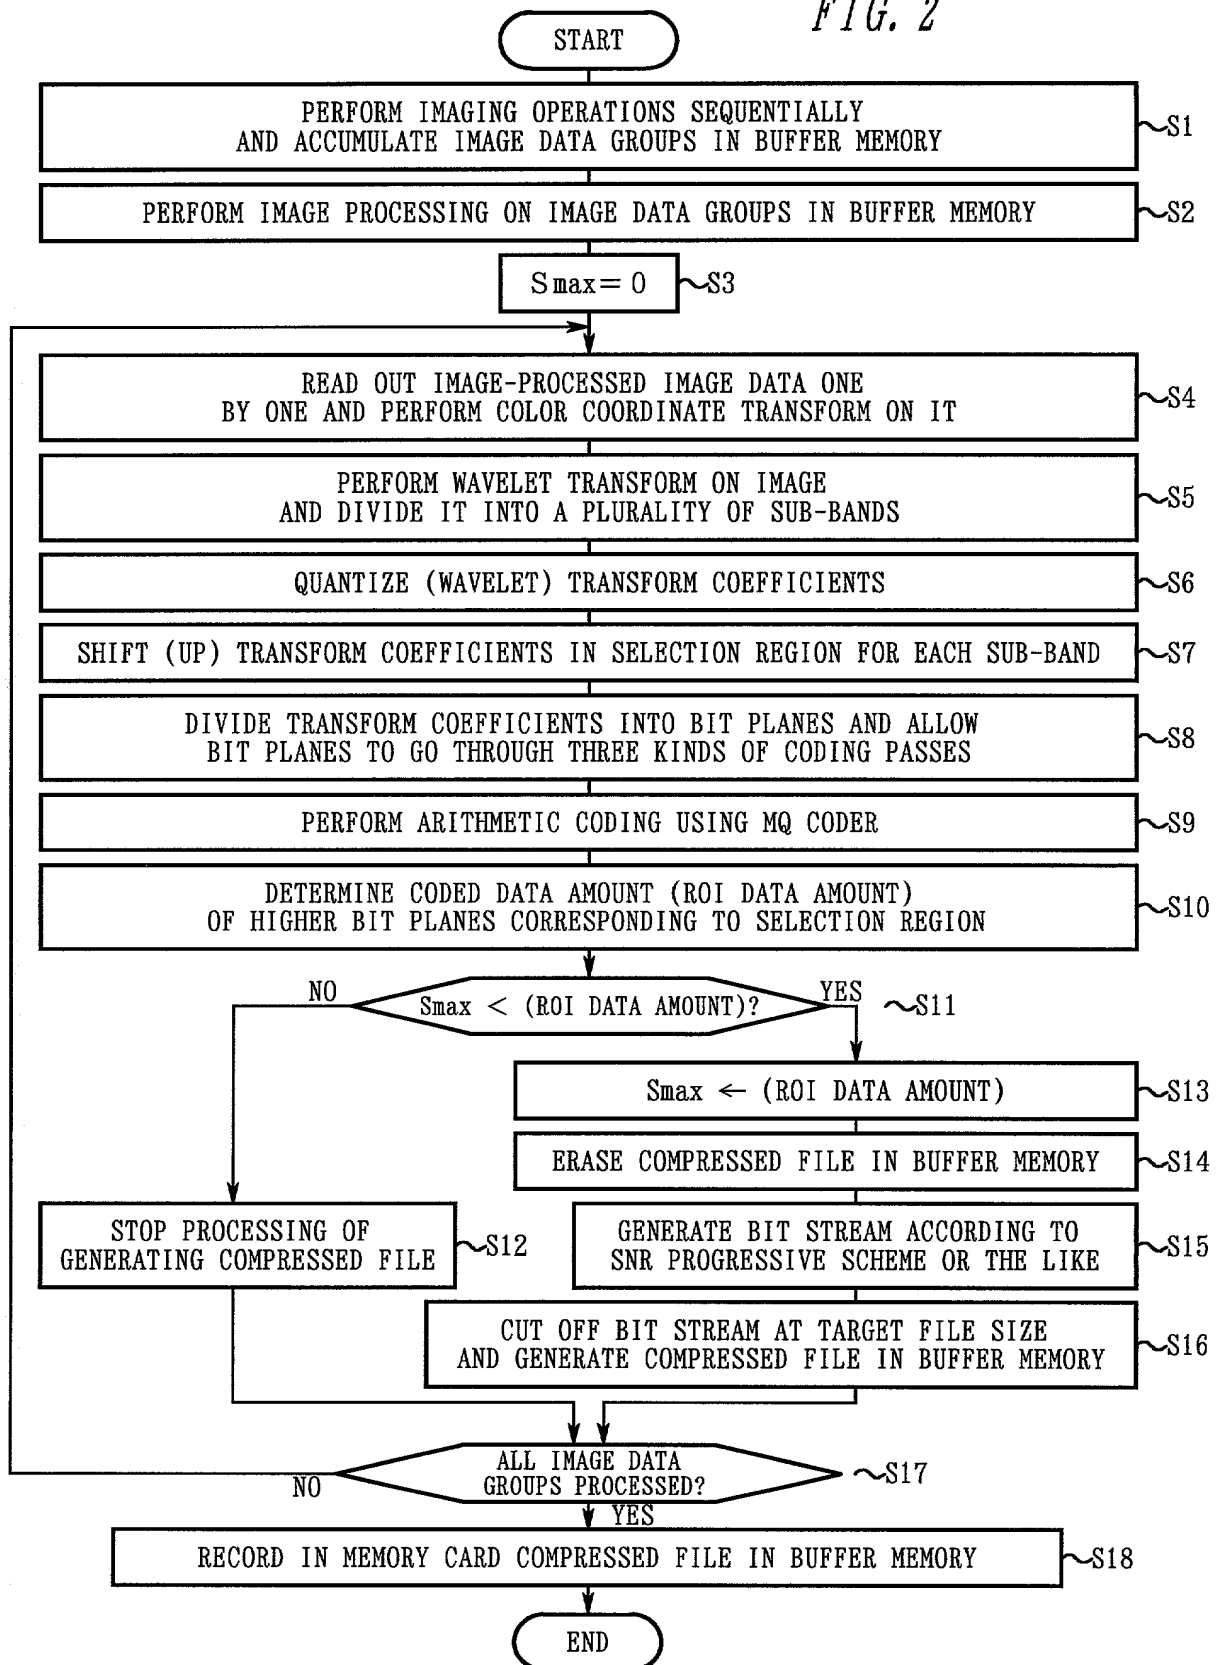 FIG. 2
START
PERFORM IMAGING OPERATIONS SEQUENTIALLY
AND ACCUMULATE IMAGE DATA GROUPS IN BUFFER MEMORY
S1
PERFORM IMAGE PROCESSING ON IMAGE DATA GROUPS IN BUFFER MEMORY
S2
Smax = 0
S3
READ OUT IMAGE-PROCESSED IMAGE DATA ONE
BY ONE AND PERFORM COLOR COORDINATE TRANSFORM ON IT
S4
PERFORM WAVELET TRANSFORM ON IMAGE
AND DIVIDE IT INTO A PLURALITY OF SUB-BANDS
S5
QUANTIZE (WAVELET) TRANSFORM COEFFICIENTS
S6
SHIFT (UP) TRANSFORM COEFFICIENTS IN SELECTION REGION FOR EACH SUB-BAND
S7
DIVIDE TRANSFORM COEFFICIENTS INTO BIT PLANES AND ALLOW
BIT PLANES TO GO THROUGH THREE KINDS OF CODING PASSES
S8
PERFORM ARITHMETIC CODING USING MQ CODER
S9
DETERMINE CODED DATA AMOUNT (ROI DATA AMOUNT)
OF HIGHER BIT PLANES CORRESPONDING TO SELECTION REGION
S10
NO
Smax < (ROI DATA AMOUNT)?
YES
S11
Smax ← (ROI DATA AMOUNT)
S13
ERASE COMPRESSED FILE IN BUFFER MEMORY
S14
STOP PROCESSING OF
GENERATING COMPRESSED FILE
S12
GENERATE BIT STREAM ACCORDING TO
SNR PROGRESSIVE SCHEME OR THE LIKE
S15
CUT OFF BIT STREAM AT TARGET FILE SIZE
AND GENERATE COMPRESSED FILE IN BUFFER MEMORY
S16
ALL IMAGE DATA
GROUPS PROCESSED?
S17
NO
YES
RECORD IN MEMORY CARD COMPRESSED FILE IN BUFFER MEMORY
S18
END